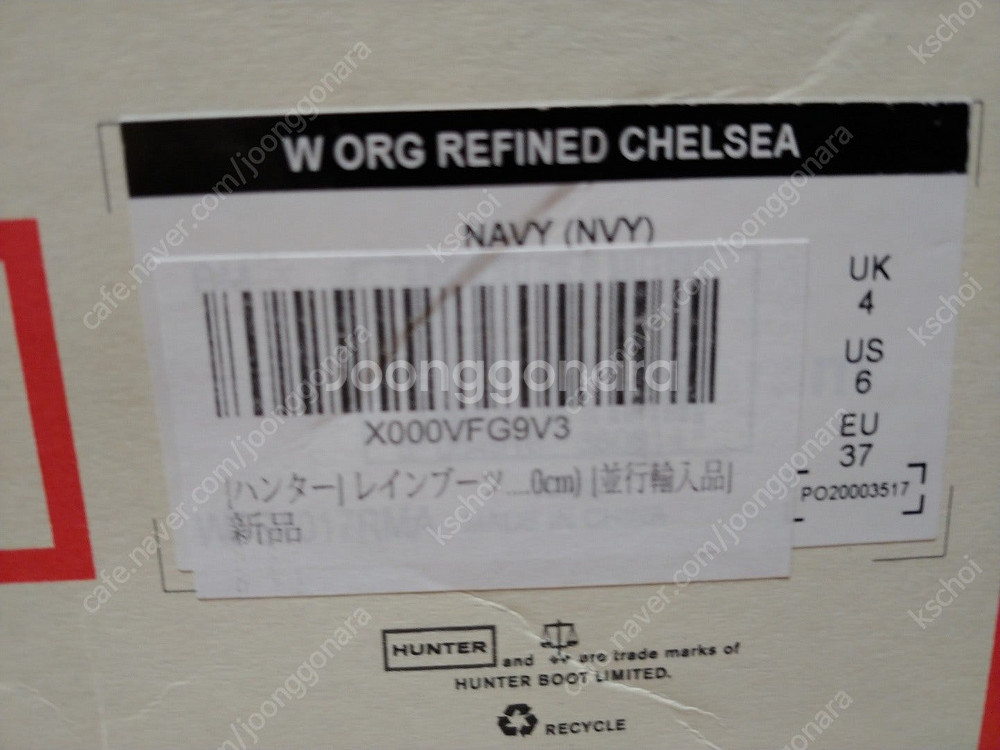 W ORG REFINED CHELSEA
NAVY (NVY)
UK
4
US
6
EU
37
PO20003517
X000VFG9V3
[ハンター] レインブーツ....0cm) [並行輸入品]
新品
HUNTER and are trade marks of
HUNTER BOOT LIMITED.
RECYCLE
Joonggonara
cafe.naver.com/joonggonara
kschoi